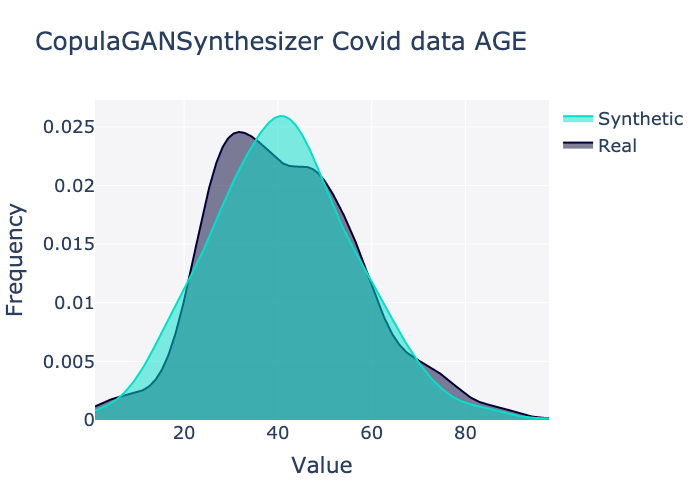 CopulaGANSynthesizer Covid data AGE
Synthetic
Real
0.025
0.02
0.015
0.01
0.005
0
20
40
60
80
Frequency
Value